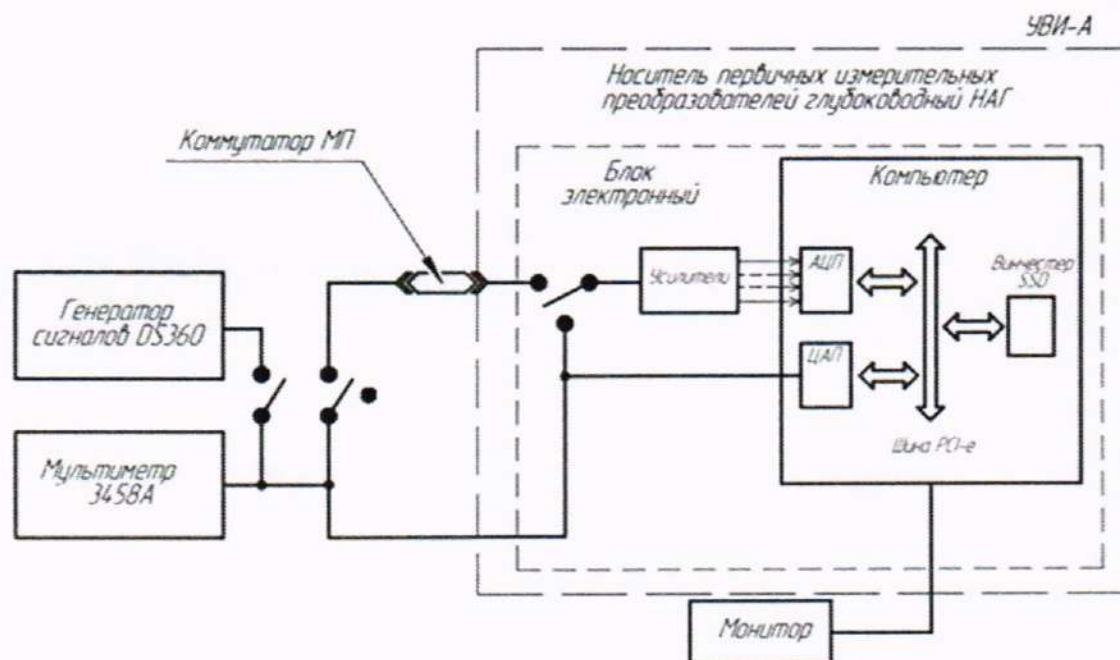 УВИ-А
Носитель первичных измерительных
преобразователей глубоководный НАГ
Коммутатор МП
Блок
электронный
Компьютер
Генератор
сигналов DS360
Усилители
АЦП
Винчестер
SSD
ЦАП
Мультиметр
3458А
Шина PCI-e
Монитор